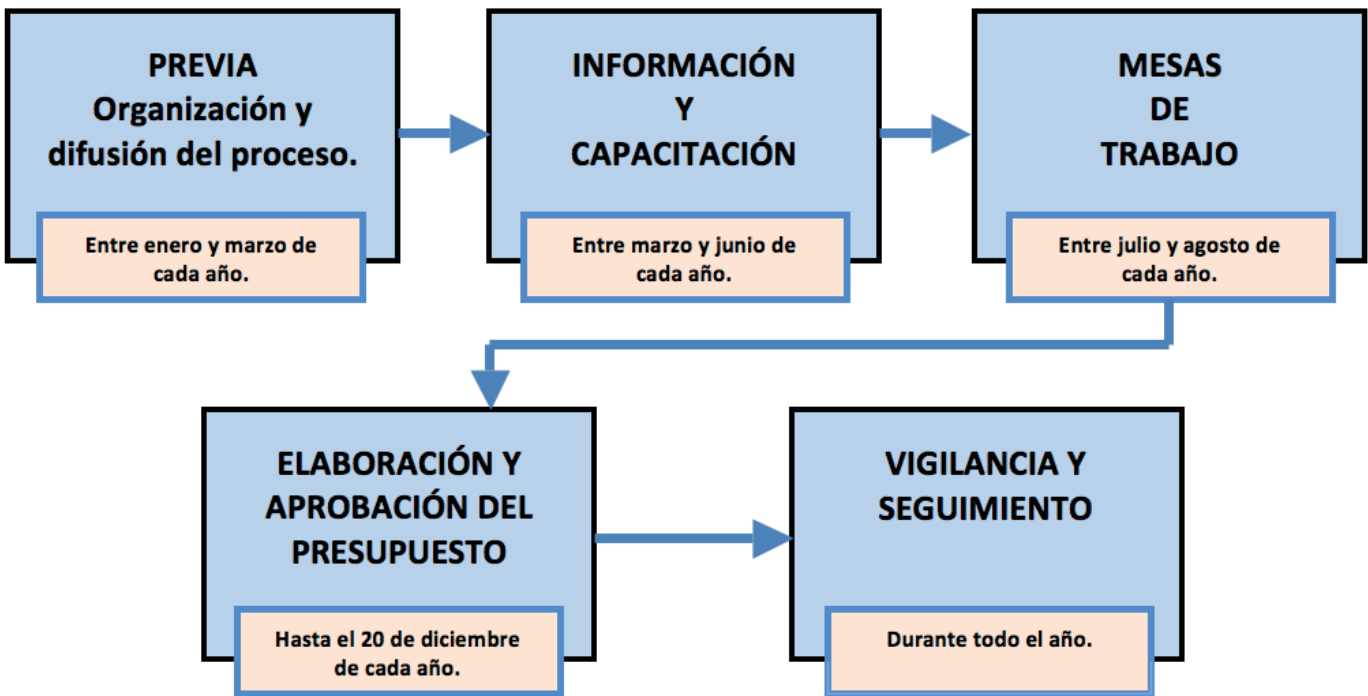 PREVIA
Organización y
difusión del proceso.
Entre enero y marzo de
cada año.
INFORMACIÓN
Y
CAPACITACIÓN
Entre marzo y junio de
cada año.
MESAS
DE
TRABAJO
Entre julio y agosto de
cada año.
ELABORACIÓN Y
APROBACIÓN DEL
PRESUPUESTO
Hasta el 20 de diciembre
de cada año.
VIGILANCIA Y
SEGUIMIENTO
Durante todo el año.